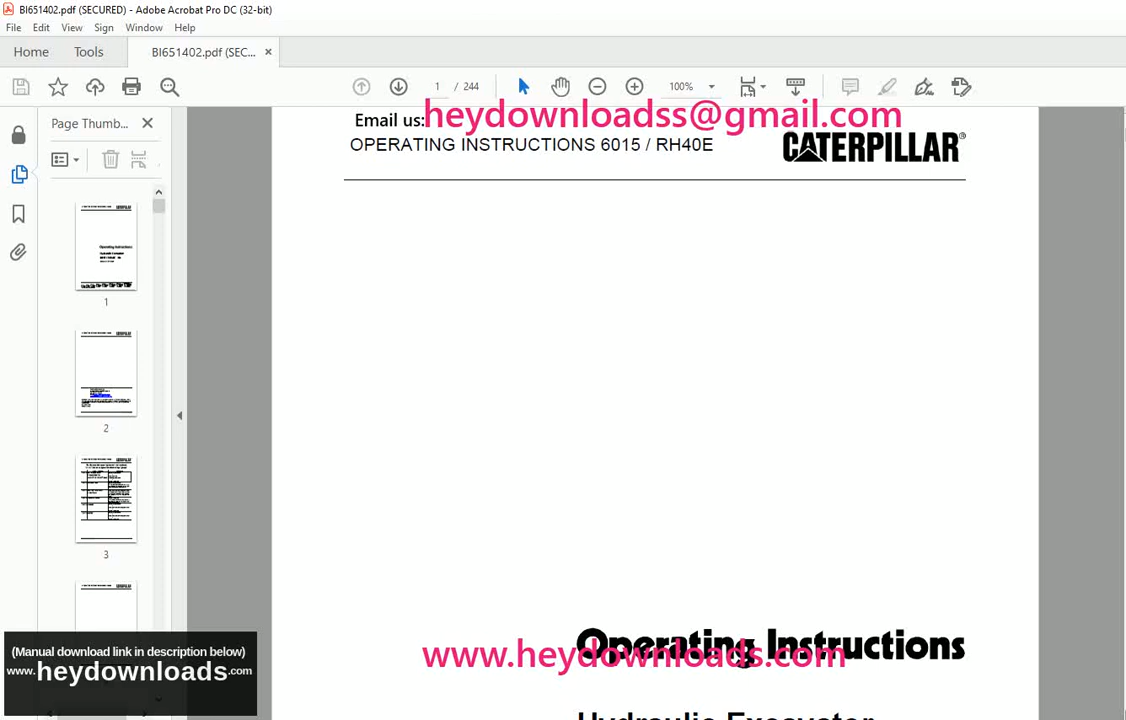 BI651402.pdf (SECURED) - Adobe Acrobat Pro DC (32-bit)
File Edit View Sign Window Help
Home Tools BI651402.pdf (SEC... ×
1 / 244 100%
Email us: heydownloadss@gmail.com
OPERATING INSTRUCTIONS 6015 / RH40E
CATERPILLAR®
Page Thumb...
1
2
3
Operating Instructions
www.heydownloads.com
Hydraulic Excavator
(Manual download link in description below)
www.heydownloads.com